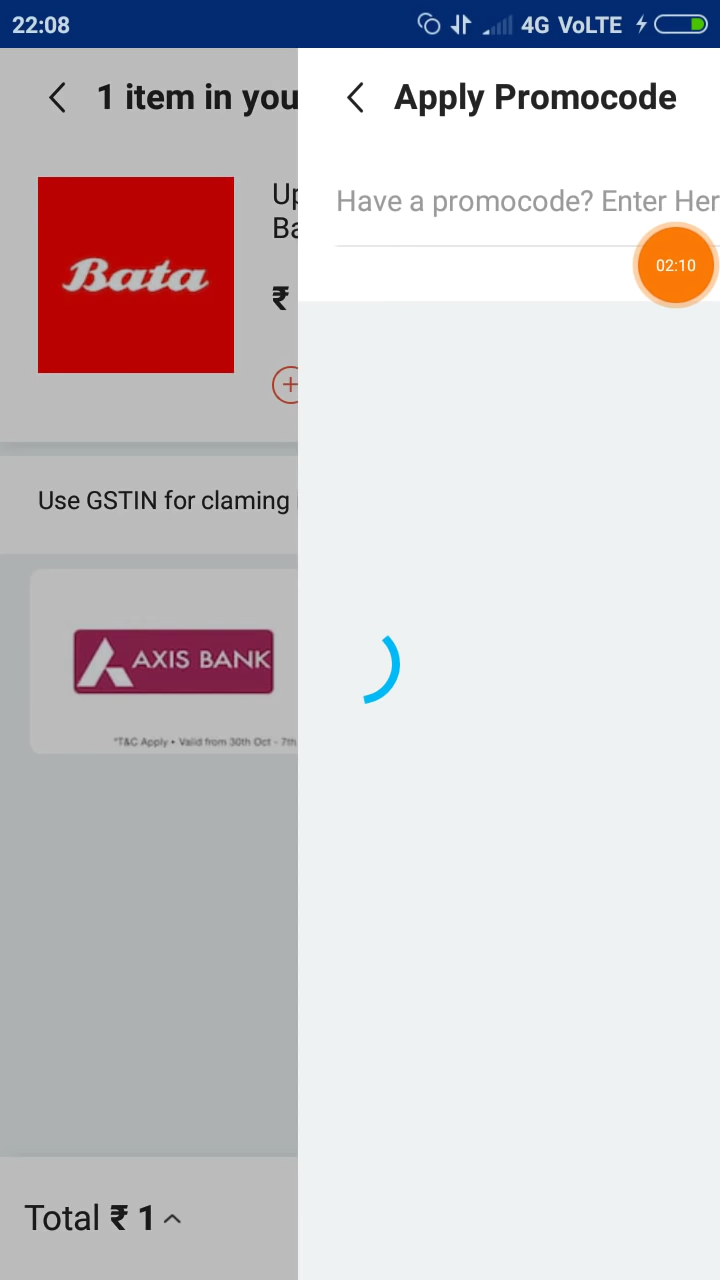 22:08
4G VoLTE
1 item in you
Apply Promocode
Have a promocode? Enter Her
02:10
Bata
Up
Ba
₹
Use GSTIN for claming
AXIS BANK
*T&C Apply • Valid from 30th Oct - 7th
Total ₹ 1